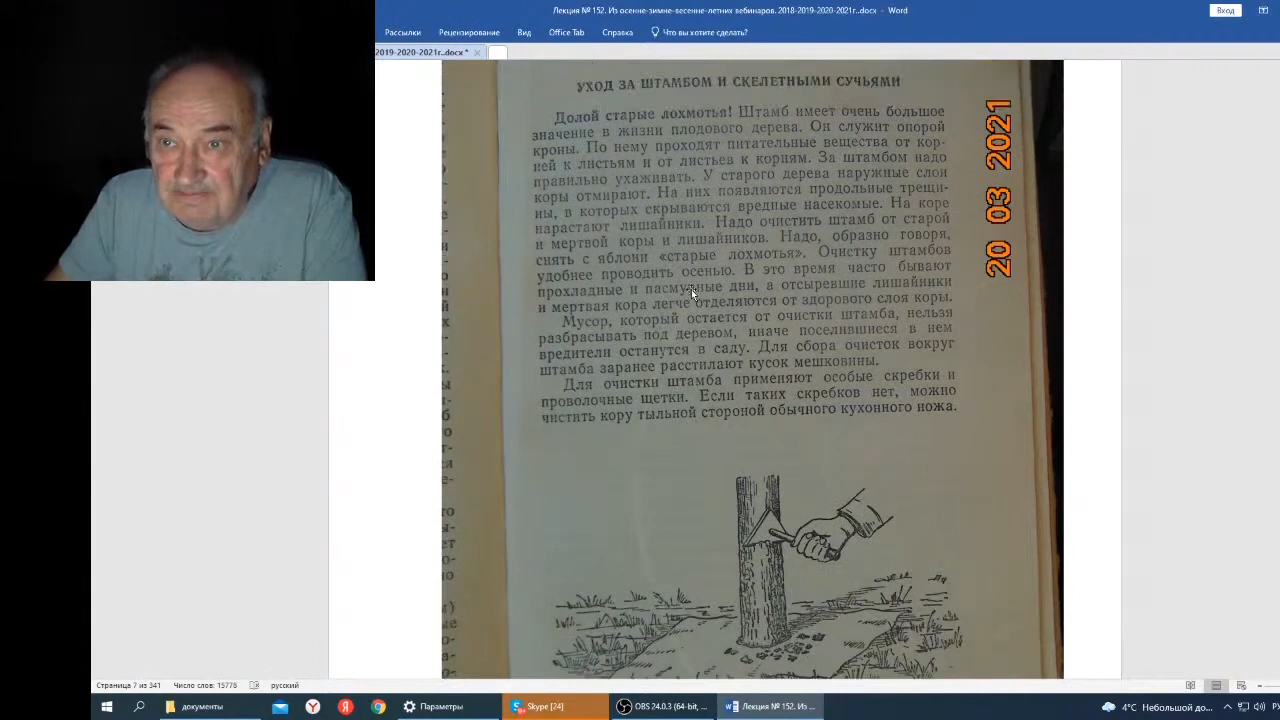 Лекция № 152. Из осенне-зимне-весенне-летних вебинаров. 2018-2019-2020-2021г..docx - Word
Вход
Рассылки Рецензирование Вид Office Tab Справка Что вы хотите сделать?
2019-2020-2021г..docx *
УХОД ЗА ШТАМБОМ И СКЕЛЕТНЫМИ СУЧЬЯМИ
Долой старые лохмотья! Штамб имеет очень большое
значение в жизни плодового дерева. Он служит опорой
кроны. По нему проходят питательные вещества от кор-
ней к листьям и от листьев к корням. За штамбом надо
правильно ухаживать. У старого дерева наружные слои
коры отмирают. На них появляются продольные трещи-
ны, в которых скрываются вредные насекомые. На коре
нарастают лишайники. Надо очистить штамб от старой
и мертвой коры и лишайников. Надо, образно говоря,
снять с яблони «старые лохмотья». Очистку штамбов
удобнее проводить осенью. В это время часто бывают
прохладные и пасмурные дни, а отсыревшие лишайники
и мертвая кора легче отделяются от здорового слоя коры.
Мусор, который остается от очистки штамба, нельзя
разбрасывать под деревом, иначе поселившиеся в нем
вредители останутся в саду. Для сбора очисток вокруг
штамба заранее расстилают кусок мешковины.
Для очистки штамба применяют особые скребки и
проволочные щетки. Если таких скребков нет, можно
чистить кору тыльной стороной обычного кухонного ножа.
20 03 2021
Страница 7 из 341 Число слов: 15778 русский
документы
Параметры
Skype [24]
OBS 24.0.3 (64-bit, ...
Лекция № 152. Из ...
4°C Небольшой до...